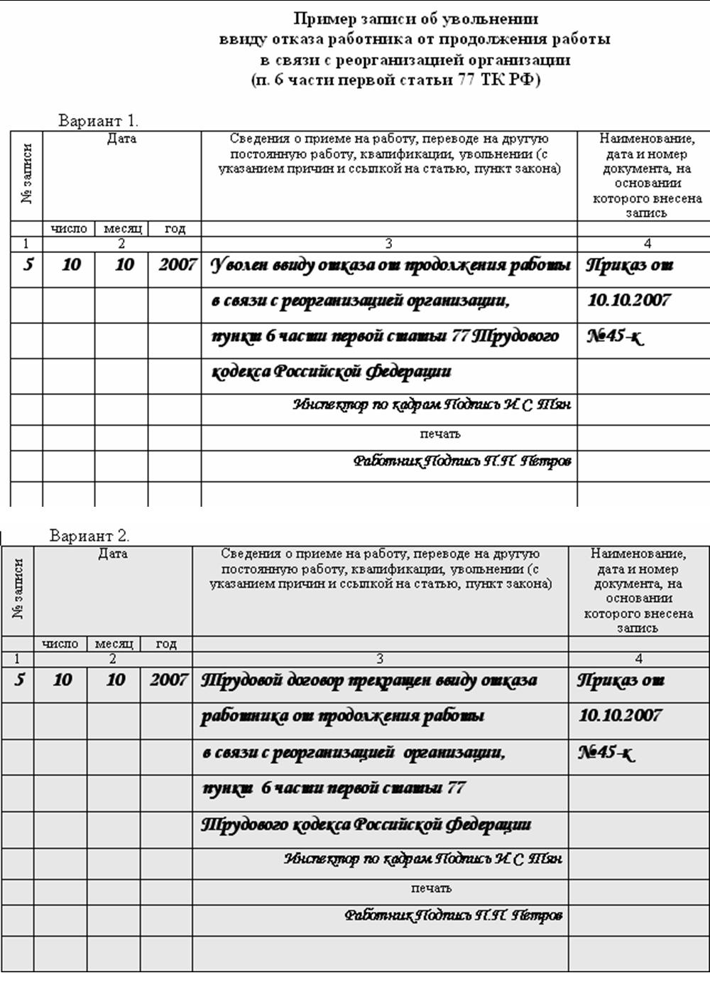 Пример записи об увольнении
ввиду отказа работника от продолжения работы
в связи с реорганизацией организации
(п. 6 части первой статьи 77 ТК РФ)
Вариант 1.
№ записи
Дата
Сведения о приеме на работу, переводе на другую
постоянную работу, квалификации, увольнении (с
указанием причин и ссылкой на статью, пункт закона)
Наименование,
дата и номер
документа, на
основании
которого внесена
запись
число месяц год
1 2 3 4
5 10 10 2007 Уволен ввиду отказа от продолжения работы Приказ от
в связи с реорганизацией организации, 10.10.2007
пункт 6 части первой статьи 77 Трудового №45-к
кодекса Российской Федерации
Инспектор по кадрам Подпись И.С. Тян
печать
Работник Подпись П.П. Петров
Вариант 2.
№ записи
Дата
Сведения о приеме на работу, переводе на другую
постоянную работу, квалификации, увольнении (с
указанием причин и ссылкой на статью, пункт закона)
Наименование,
дата и номер
документа, на
основании
которого внесена
запись
число месяц год
1 2 3 4
5 10 10 2007 Трудовой договор прекращен ввиду отказа Приказ от
работника от продолжения работы 10.10.2007
в связи с реорганизацией организации, №45-к
пункт 6 части первой статьи 77
Трудового кодекса Российской Федерации
Инспектор по кадрам Подпись И.С. Тян
печать
Работник Подпись П.П. Петров